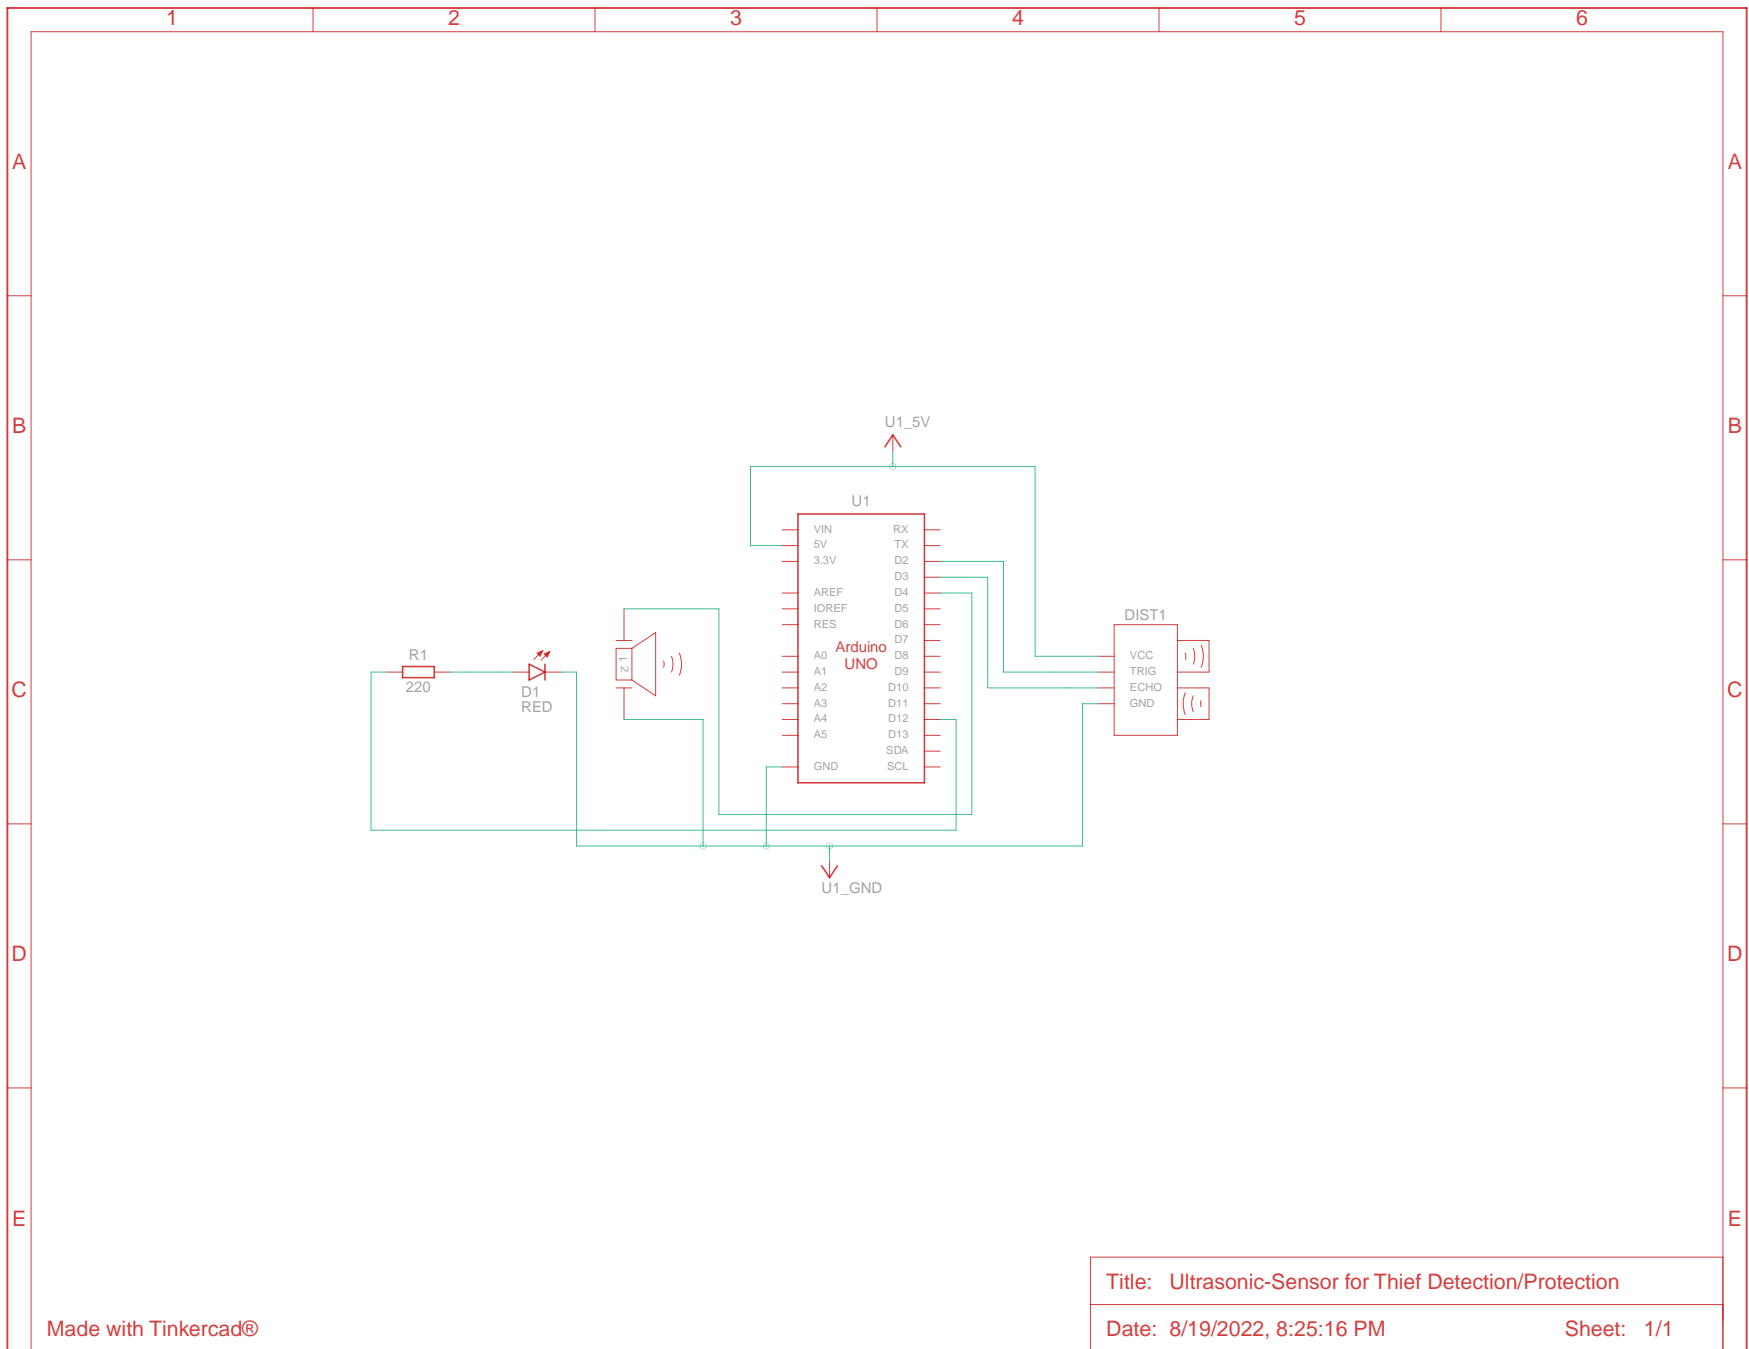 1 2 3 4 5 6
A A
B B
U1_5V
U1
VIN RX
5V TX
3.3V D2
D3
AREF D4
IOREF D5
RES D6
D7
Arduino
UNO
A0 D8
A1 D9
A2 D10
A3 D11
A4 D12
A5 D13
SDA
GND SCL
DIST1
VCC
TRIG
ECHO
GND
R1
220
D1
RED
1
2
C C
U1_GND
D D
E E
Title: Ultrasonic-Sensor for Thief Detection/Protection
Made with Tinkercad®
Date: 8/19/2022, 8:25:16 PM Sheet: 1/1